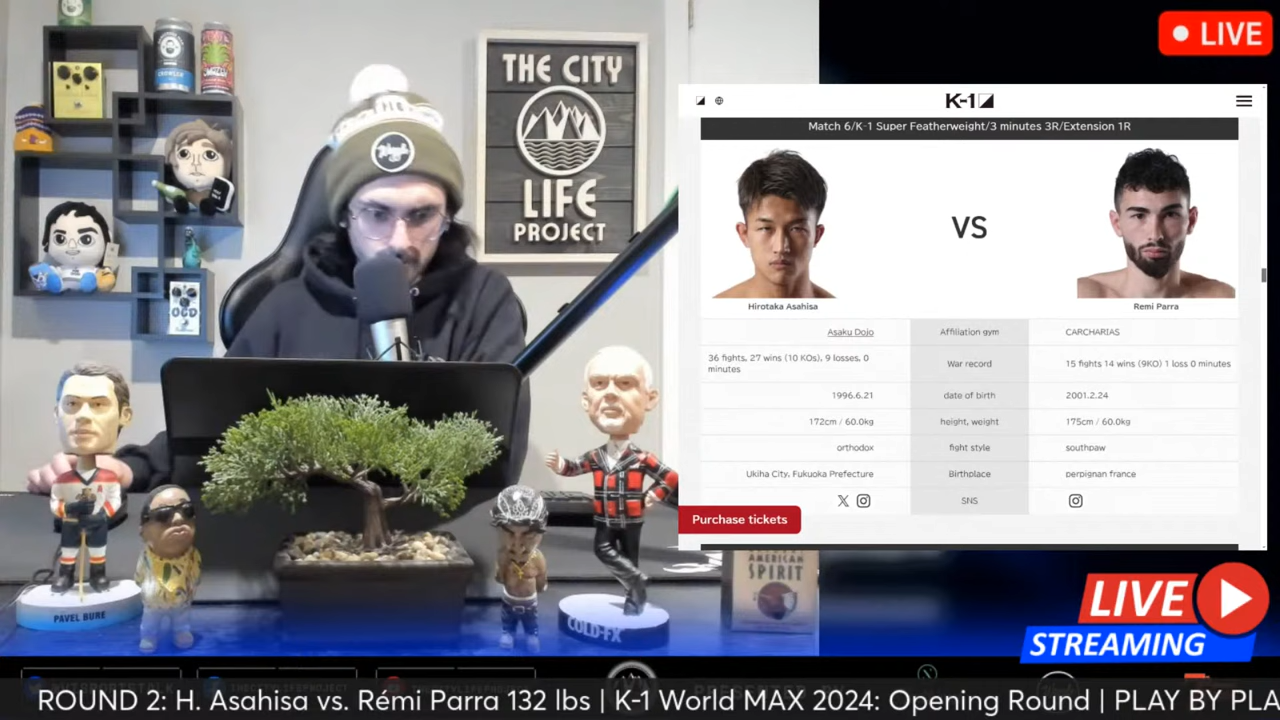 LIVE
THE CITY
LIFE
PROJECT
OCD
K-1
Match 6/K-1 Super Featherweight/3 minutes 3R/Extension 1R
VS
Hirotaka Asahisa
Remi Parra
Asaku Dojo Affiliation gym CARCHARIAS
36 fights, 27 wins (10 KOs), 9 losses, 0 minutes War record 15 fights 14 wins (9KO) 1 loss 0 minutes
1996.6.21 date of birth 2001.2.24
172cm / 60.0kg height, weight 175cm / 60.0kg
orthodox fight style southpaw
Ukiha City, Fukuoka Prefecture Birthplace perpignan france
SNS
Purchase tickets
AMERICAN
SPIRIT
PAVEL BURE
COLD-FX
LIVE
STREAMING
ROUND 2: H. Asahisa vs. Rémi Parra 132 lbs | K-1 World MAX 2024: Opening Round | PLAY BY PLA